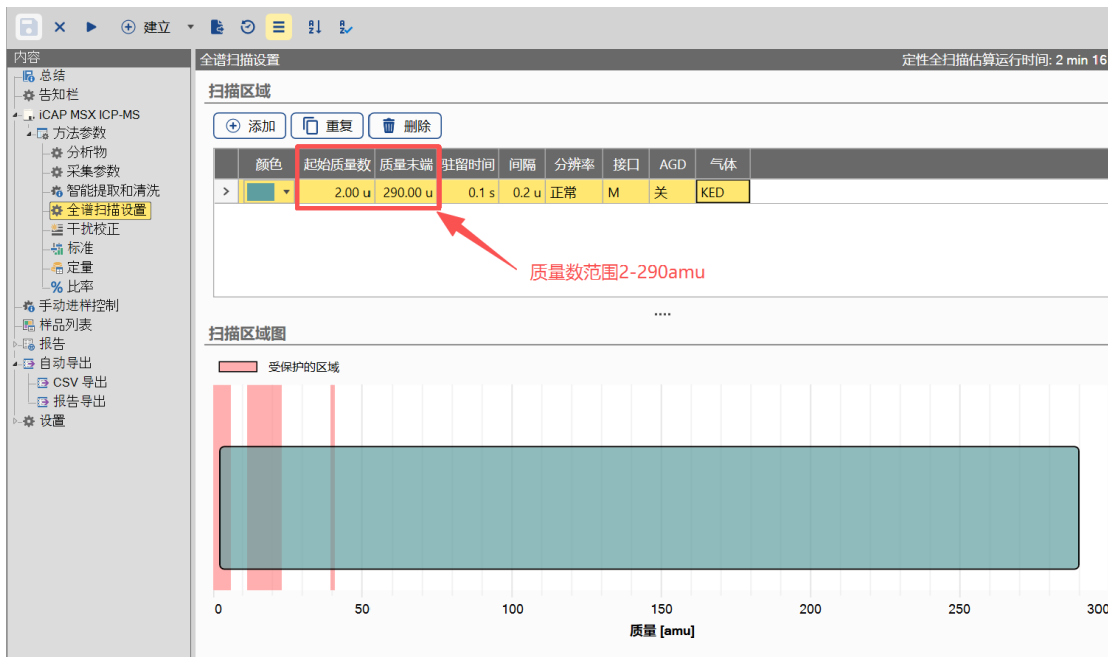 建立
内容
总结
告知栏
iCAP MSX ICP-MS
方法参数
分析物
采集参数
智能提取和清洗
全谱扫描设置
干扰校正
标准
定量
% 比率
手动进样控制
样品列表
报告
自动导出
CSV 导出
报告导出
设置
全谱扫描设置 定性全扫描估算运行时间: 2 min 16
扫描区域
添加 重复 删除
颜色 起始质量数 质量末端 驻留时间 间隔 分辨率 接口 AGD 气体
2.00 u 290.00 u 0.1 s 0.2 u 正常 M 关 KED
质量数范围2-290amu
扫描区域图
受保护的区域
0 50 100 150 200 250 300
质量 [amu]